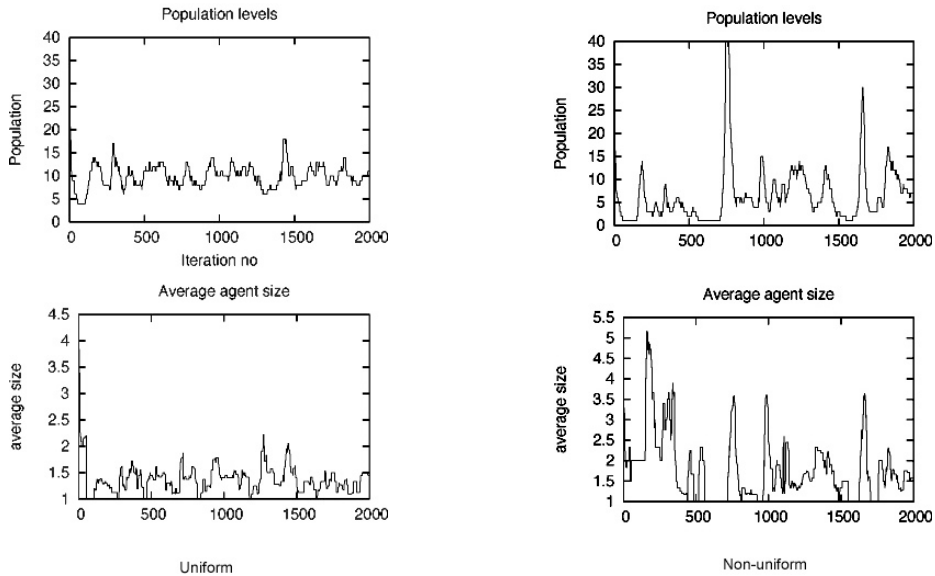 Population levels
40
35
30
25
20
15
10
5
0
Population
0 500 1000 1500 2000
Iteration no
Average agent size
4.5
4
3.5
3
2.5
2
1.5
1
average size
0 500 1000 1500 2000
Uniform
Population levels
40
35
30
25
20
15
10
5
0
Population
0 500 1000 1500 2000
Average agent size
5.5
5
4.5
4
3.5
3
2.5
2
1.5
1
average size
0 500 1000 1500 2000
Non-uniform